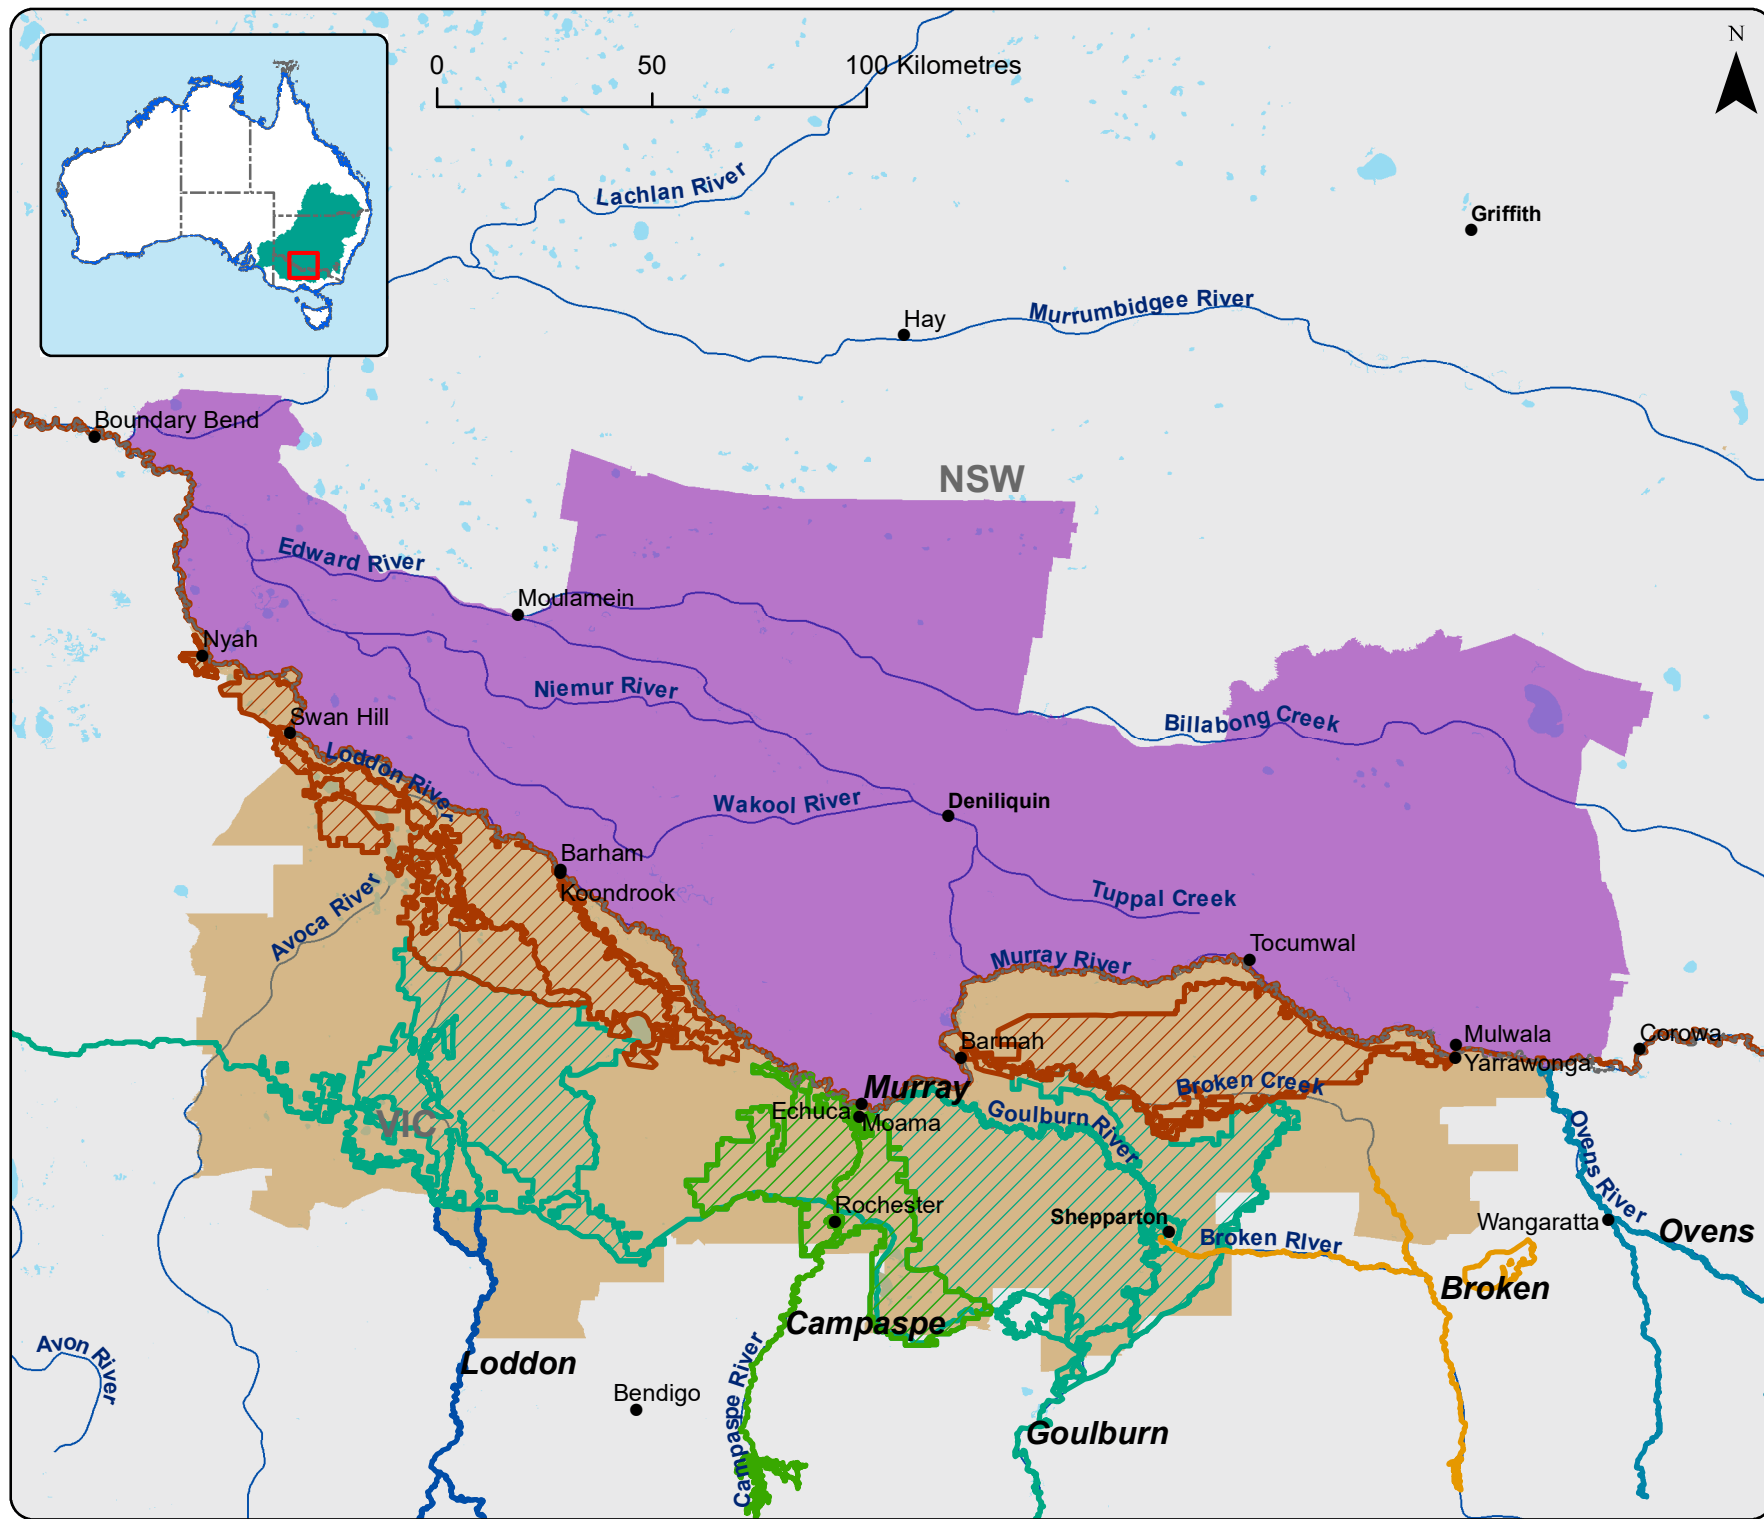 N
0 50 100 Kilometres
Lachlan River
Griffith
Murrumbidgee River
Hay
Boundary Bend
NSW
Edward River
Moulamein
Nyah
Niemur River
Swan Hill
Billabong Creek
Loddon River
Wakool River
Deniliquin
Barham
Koondrook
Avoca River
Tuppal Creek
Murray River
Tocumwal
Barmah
Mulwala
Corowa
Yarrawonga
Murray
Broken Creek
VIC
Echuca
Moama
Goulburn River
Ovens River
Rochester
Shepparton
Wangaratta
Ovens
Broken RIver
Broken
Campaspe
Avon River
Loddon
Bendigo
Campaspe River
Goulburn